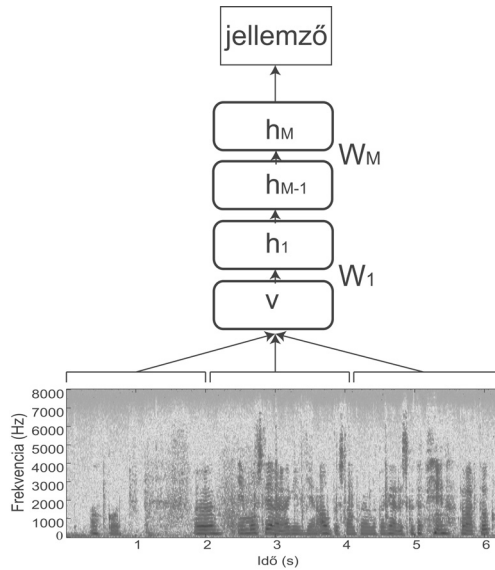 jellemző
hM
WM
hM-1
h1
W1
v
8000
7000
6000
5000
4000
3000
2000
1000
0
Frekvencia (Hz)
1 2 3 4 5 6
Idő (s)